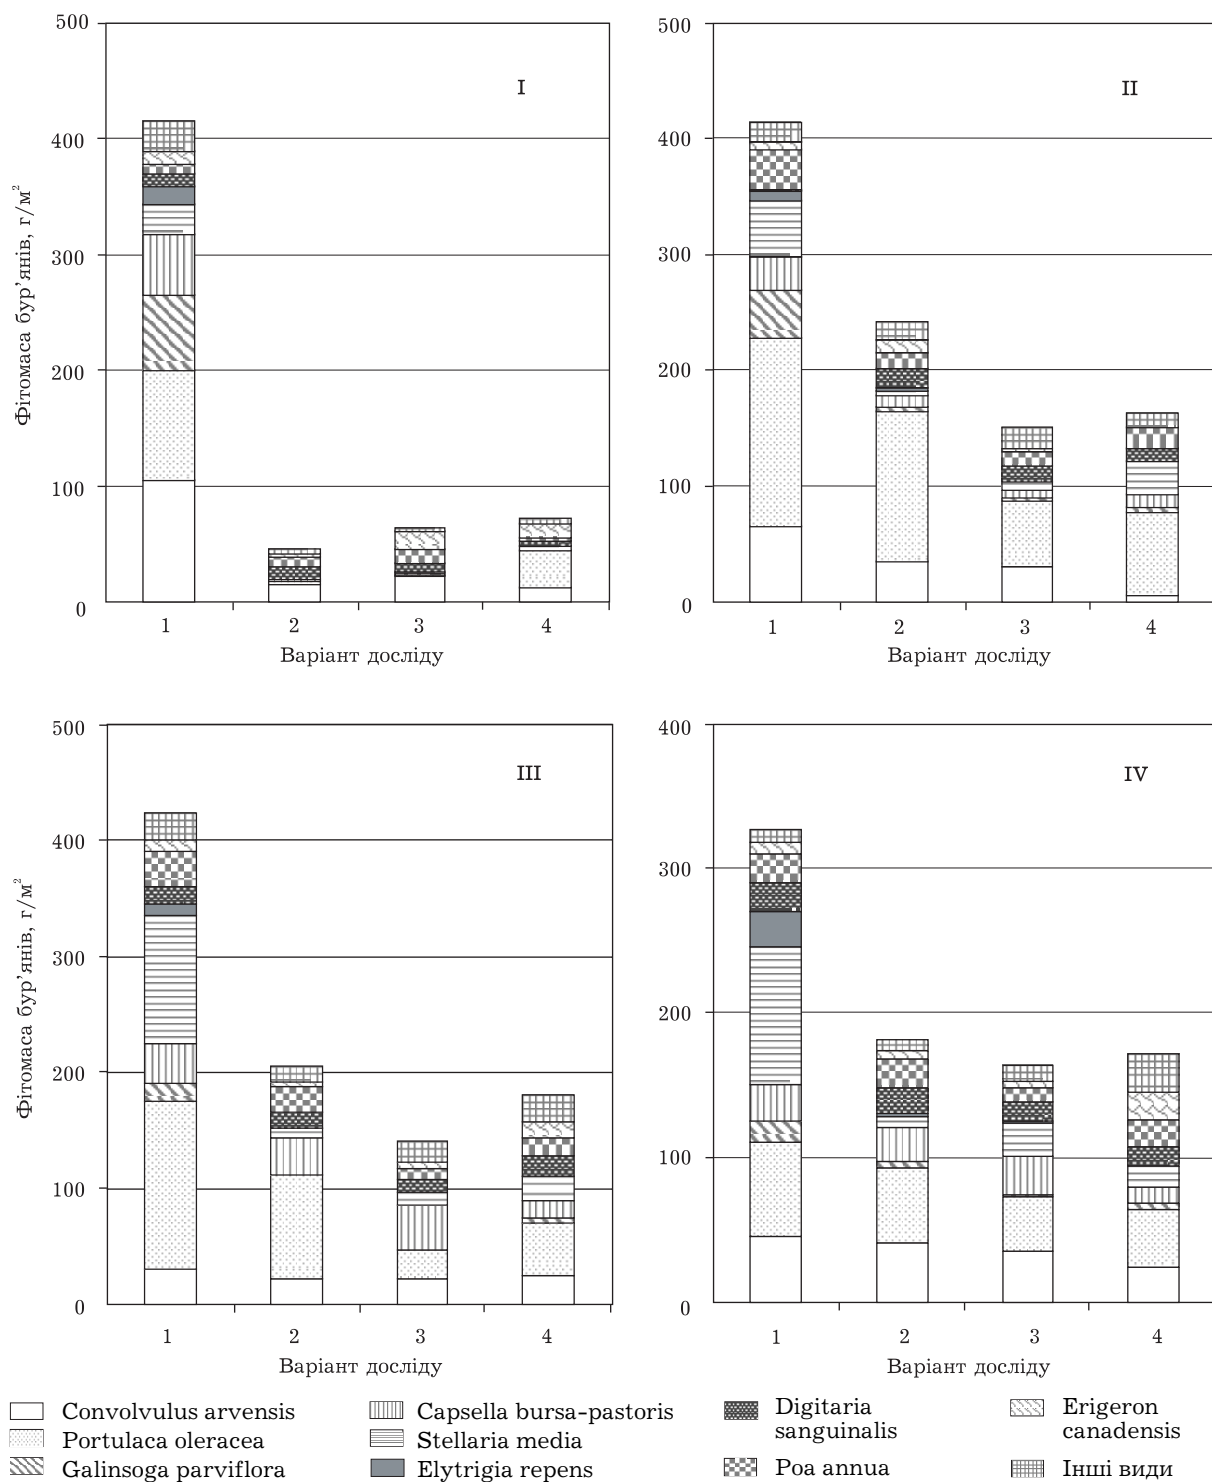 500
400
300
200
100
0
Фітомаса бур’янів, г/м²
I
1 2 3 4
Варіант досліду
500
400
300
200
100
0
II
1 2 3 4
Варіант досліду
500
400
300
200
100
0
Фітомаса бур’янів, г/м²
III
1 2 3 4
Варіант досліду
400
300
200
100
0
IV
1 2 3 4
Варіант досліду
Convolvulus arvensis
Portulaca oleracea
Galinsoga parviflora
Capsella bursa-pastoris
Stellaria media
Elytrigia repens
Digitaria
sanguinalis
Poa annua
Erigeron
canadensis
Інші види